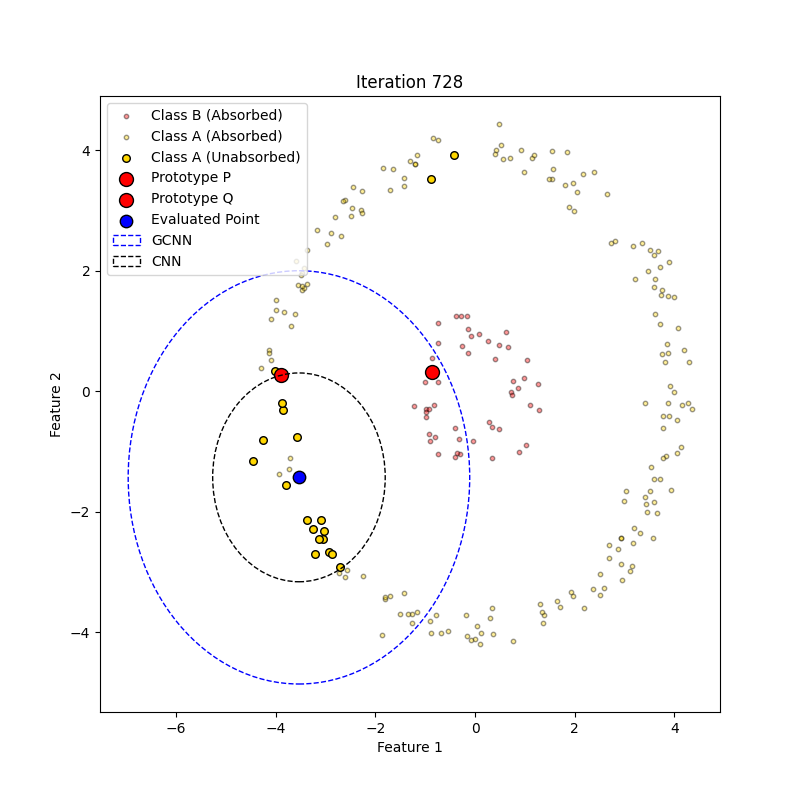 Iteration 728
Class B (Absorbed)
Class A (Absorbed)
Class A (Unabsorbed)
Prototype P
Prototype Q
Evaluated Point
GCNN
CNN
4
2
0
−2
−4
Feature 2
−6
−4
−2
0
2
4
Feature 1